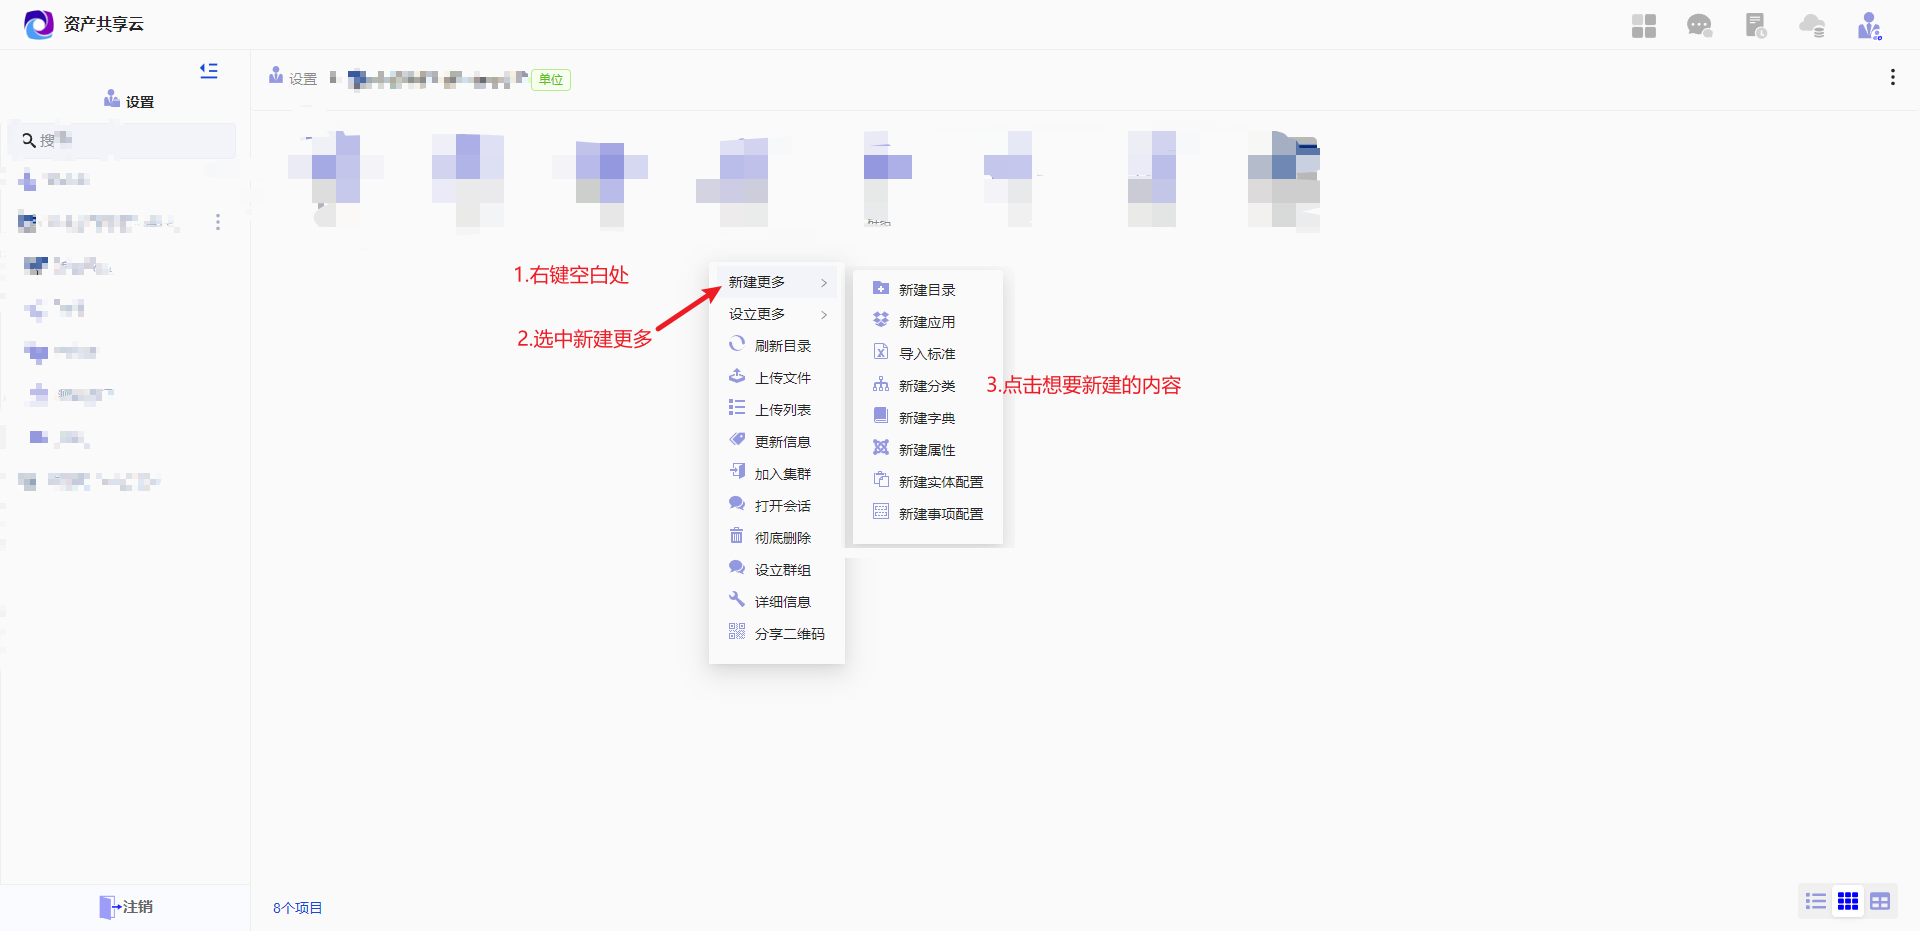 资产共享云
设置
搜
设置
单位
1.右键空白处
2.选中新建更多
3.点击想要新建的内容
新建更多
设立更多
刷新目录
上传文件
上传列表
更新信息
加入集群
打开会话
彻底删除
设立群组
详细信息
分享二维码
新建目录
新建应用
导入标准
新建分类
新建字典
新建属性
新建实体配置
新建事项配置
注销
8个项目